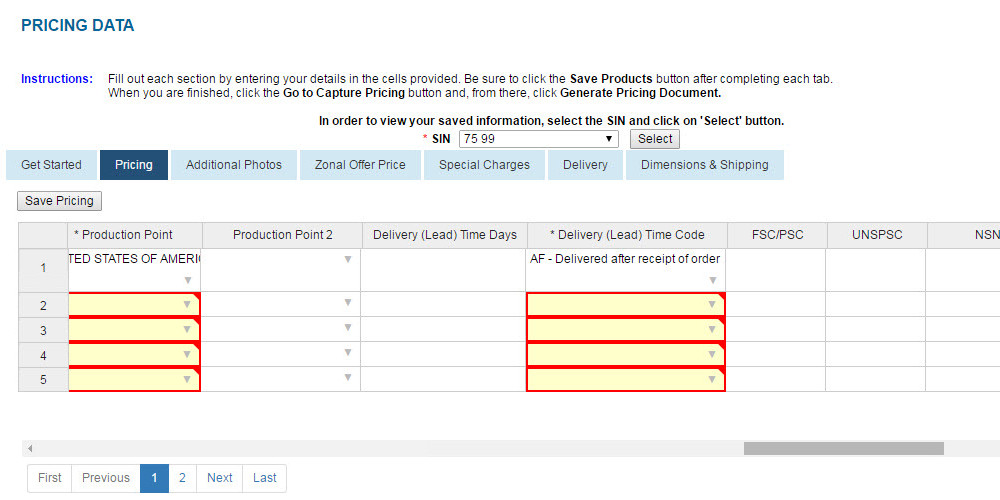 PRICING DATA
Instructions: Fill out each section by entering your details in the cells provided. Be sure to click the Save Products button after completing each tab.
When you are finished, click the Go to Capture Pricing button and, from there, click Generate Pricing Document.
In order to view your saved information, select the SIN and click on 'Select' button.
* SIN 75 99 Select
Get Started Pricing Additional Photos Zonal Offer Price Special Charges Delivery Dimensions & Shipping
Save Pricing
* Production Point Production Point 2 Delivery (Lead) Time Days * Delivery (Lead) Time Code FSC/PSC UNSPSC NSN
1 TED STATES OF AMERI AF - Delivered after receipt of order
2
3
4
5
First Previous 1 2 Next Last